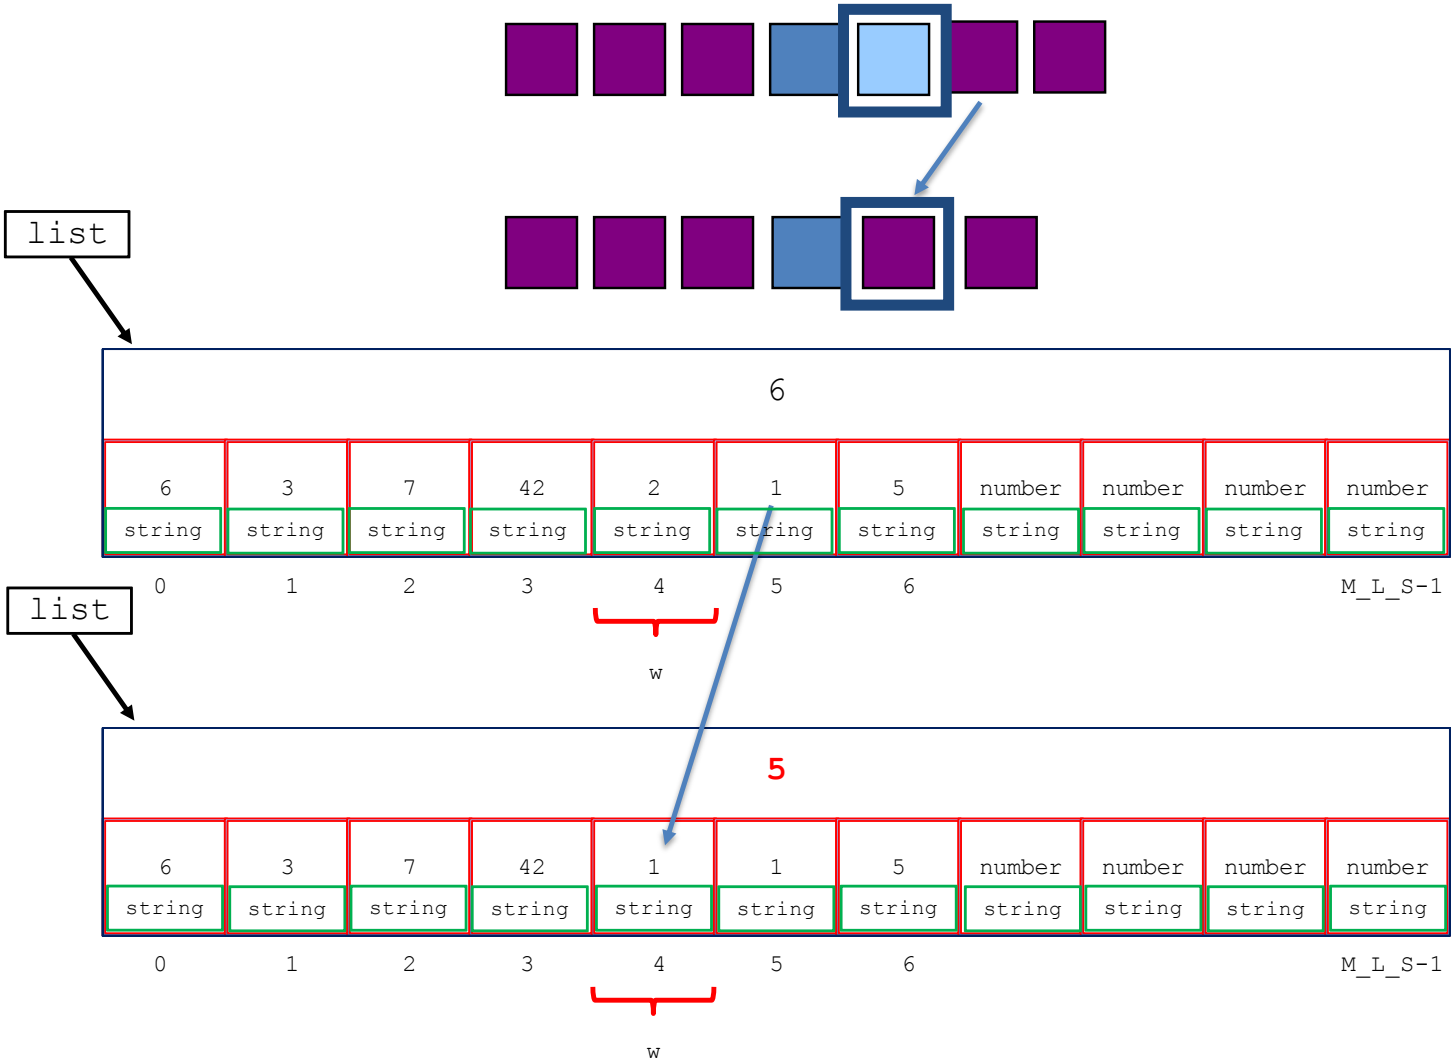 list
6
6 3 7 42 2 1 5 number number number number
string string string string string string string string string string string
0 1 2 3 4 5 6 M_L_S-1
list
w
5
6 3 7 42 1 1 5 number number number number
string string string string string string string string string string string
0 1 2 3 4 5 6 M_L_S-1
w